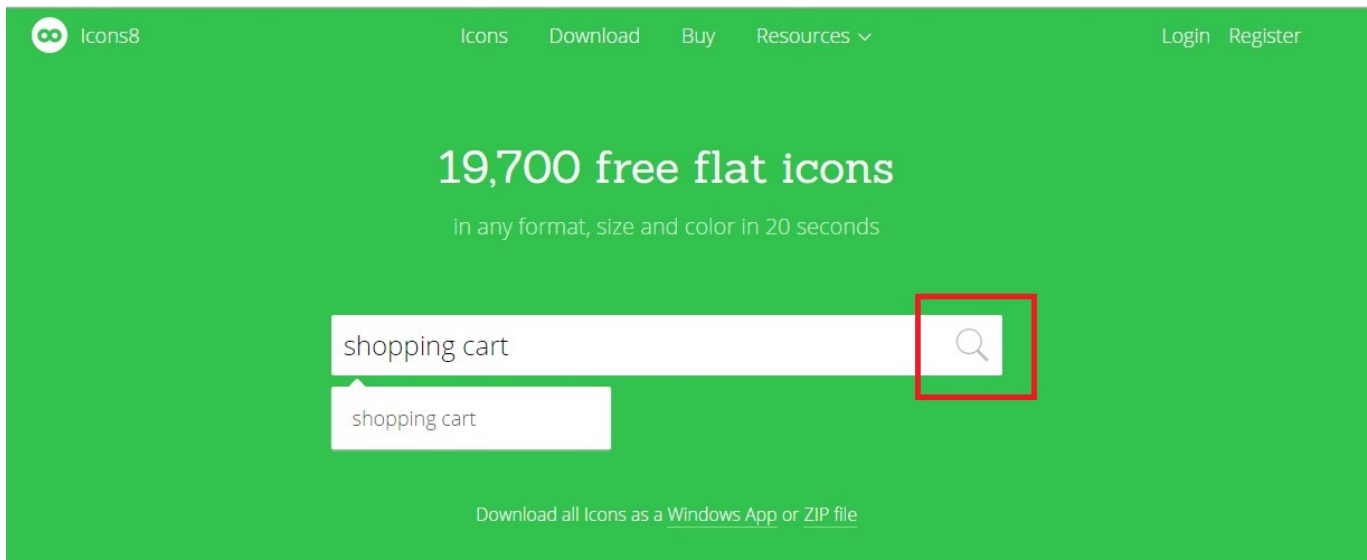 Icons8 Icons Download Buy Resources Login Register
19,700 free flat icons
in any format, size and color in 20 seconds
shopping cart
shopping cart
Download all Icons as a Windows App or ZIP file